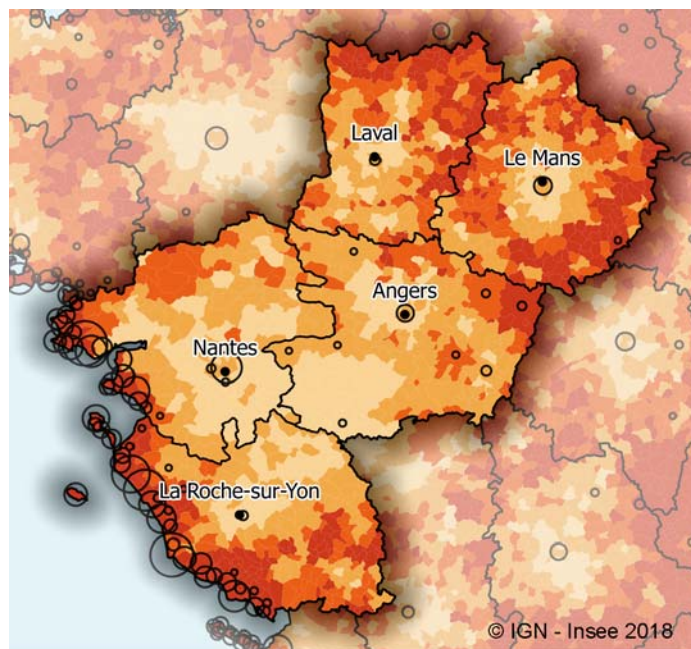 Laval
Le Mans
Angers
Nantes
La Roche-sur-Yon
© IGN - Insee 2018